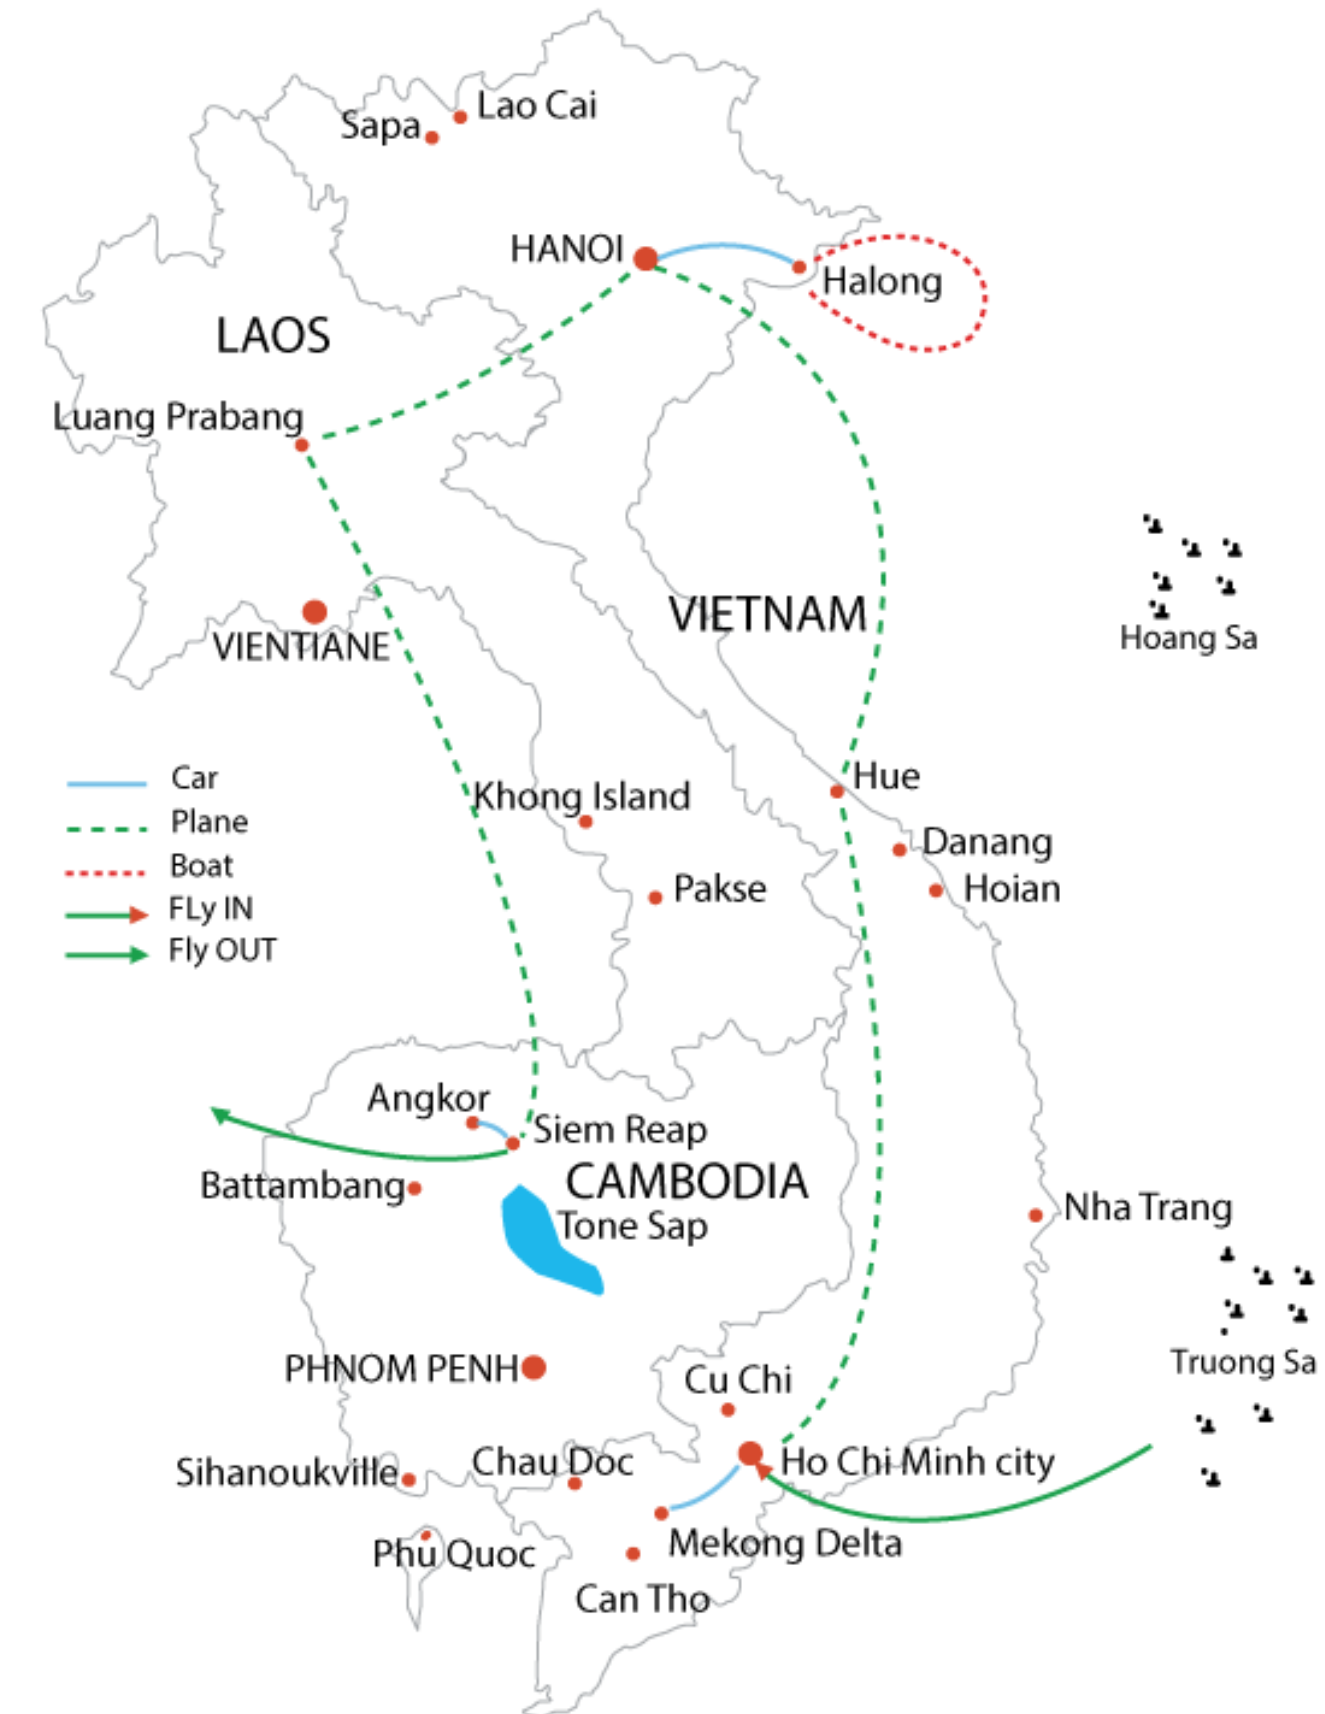 Lao Cai
Sapa
HANOI
Halong
LAOS
Luang Prabang
VIETNAM
Hoang Sa
VIENTIANE
Car
Plane
Boat
FLy IN
Fly OUT
Hue
Khong Island
Danang
Pakse
Hoian
Angkor
Siem Reap
CAMBODIA
Battambang
Tone Sap
Nha Trang
PHNOM PENH
Cu Chi
Truong Sa
Sihanoukville
Chau Doc
Ho Chi Minh city
Phu Quoc
Mekong Delta
Can Tho